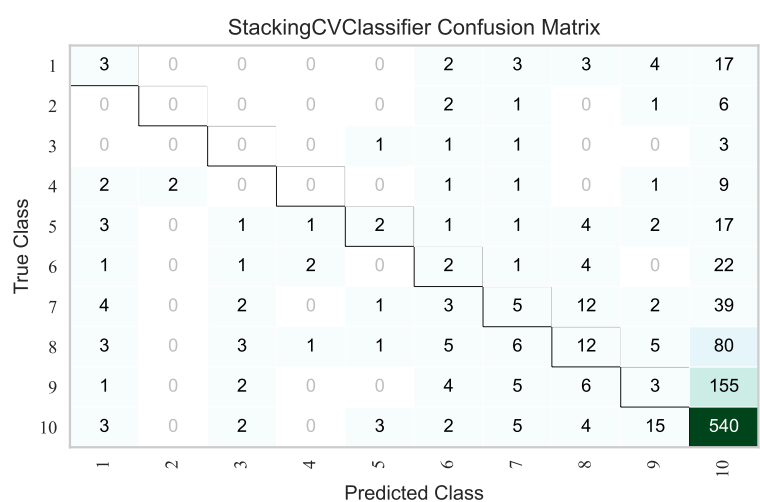 StackingCVClassifier Confusion Matrix
1 3 0 0 0 0 2 3 3 4 17
2 0 0 0 0 0 2 1 0 1 6
3 0 0 0 0 1 1 1 0 0 3
4 2 2 0 0 0 1 1 0 1 9
5 3 0 1 1 2 1 1 4 2 17
6 1 0 1 2 0 2 1 4 0 22
7 4 0 2 0 1 3 5 12 2 39
8 3 0 3 1 1 5 6 12 5 80
9 1 0 2 0 0 4 5 6 3 155
10 3 0 2 0 3 2 5 4 15 540
1 2 3 4 5 6 7 8 9 10
True Class
Predicted Class